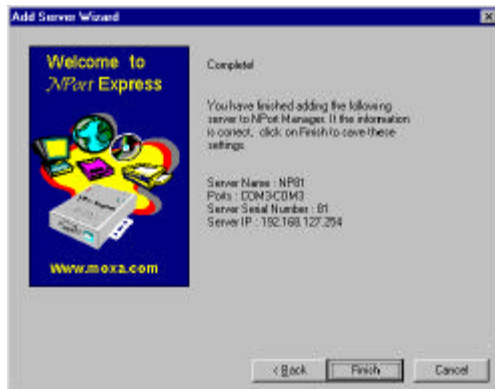 Add Server Wizard
Welcome to
NPort Express
Www.moxa.com
Complete!
You have finished adding the following
server to NPort Manager. If the information
is correct, click on Finish to save these
settings.
Server Name : NP81
Ports : COM3-COM3
Server Serial Number : 81
Server IP : 192.168.127.254
< Back
Finish
Cancel